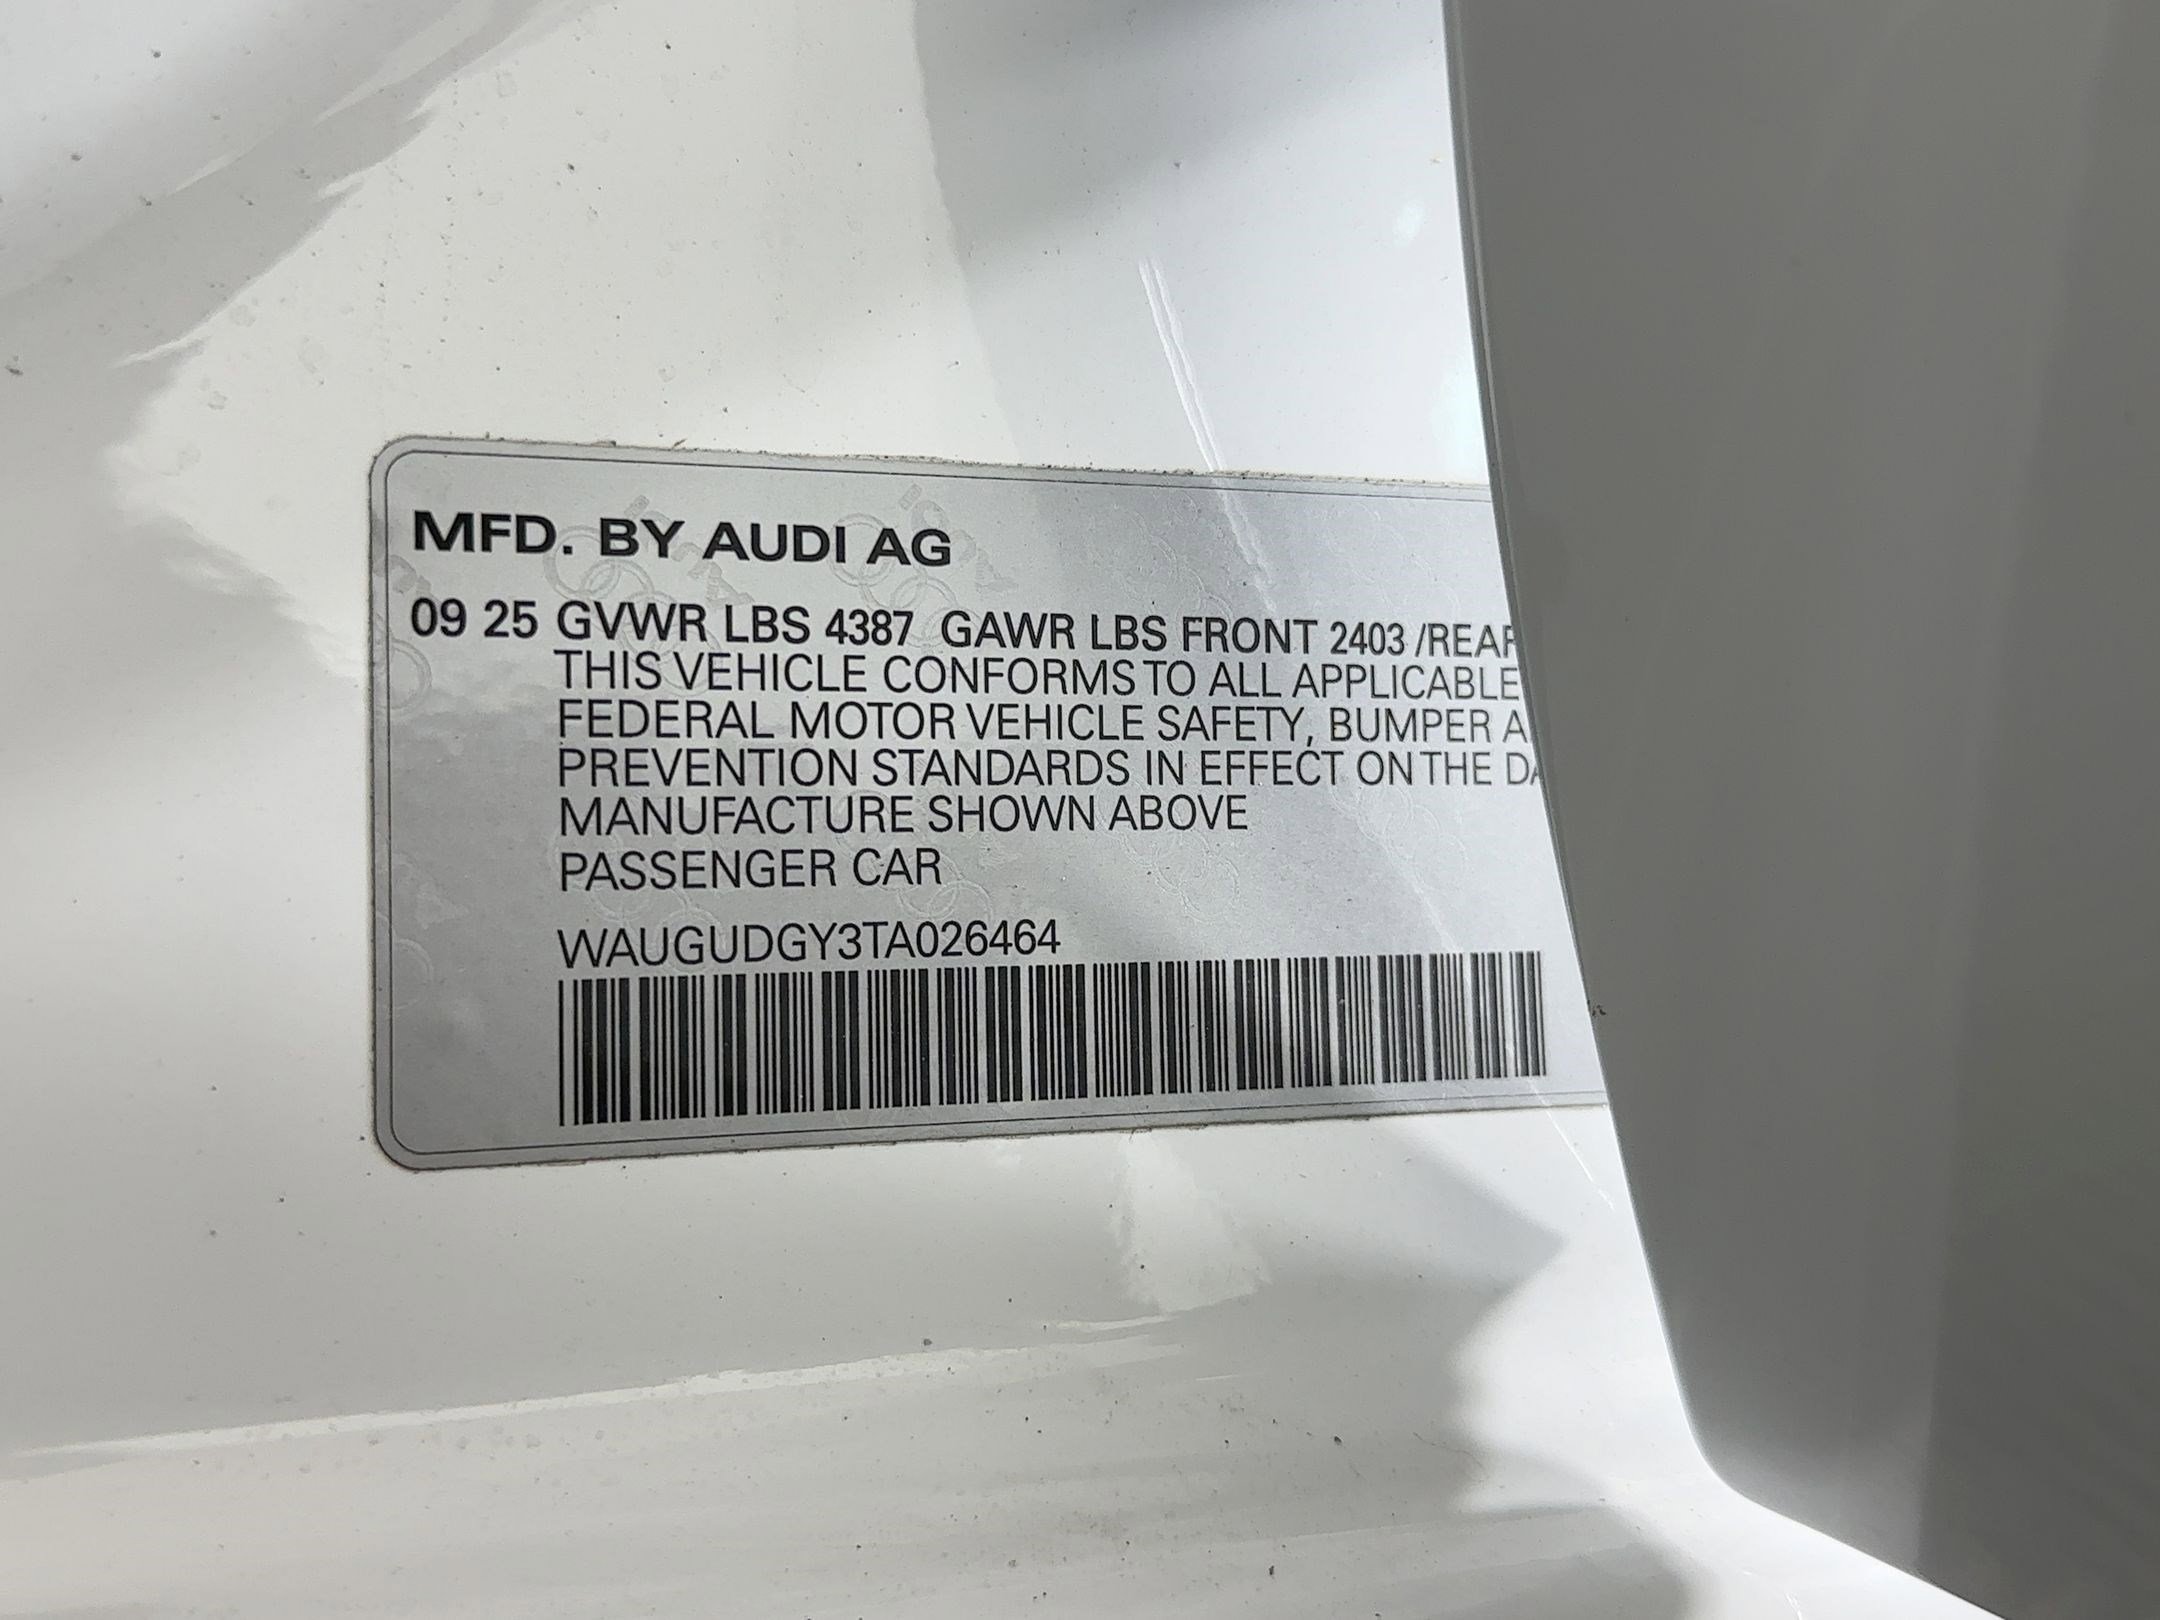 MFD. BY AUDI AG
09 25 GVWR LBS 4387 GAWR LBS FRONT 2403 /REAR
THIS VEHICLE CONFORMS TO ALL APPLICABLE
FEDERAL MOTOR VEHICLE SAFETY, BUMPER A
PREVENTION STANDARDS IN EFFECT ON THE DA
MANUFACTURE SHOWN ABOVE
PASSENGER CAR
WAUGUDGY3TA026464